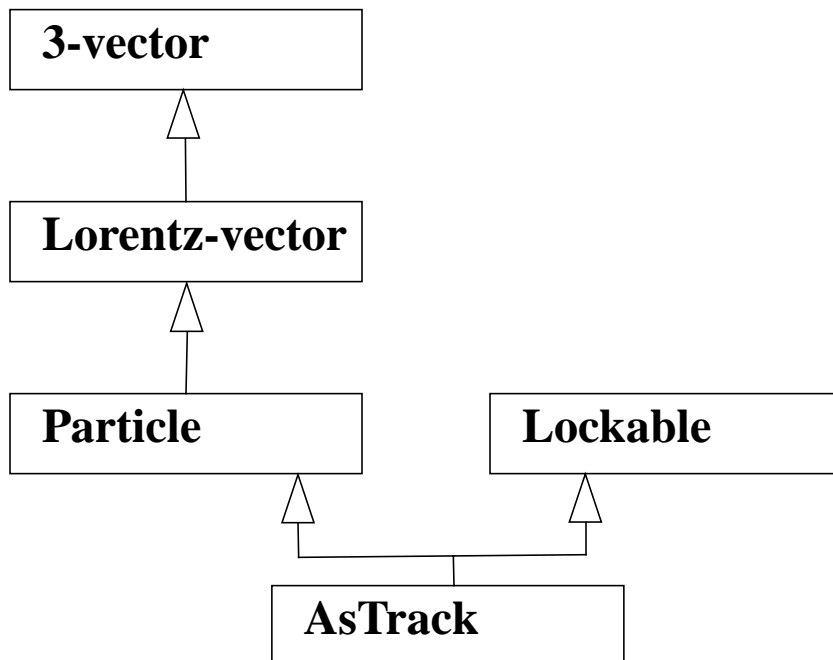 3-vector
Lorentz-vector
Particle
Lockable
AsTrack